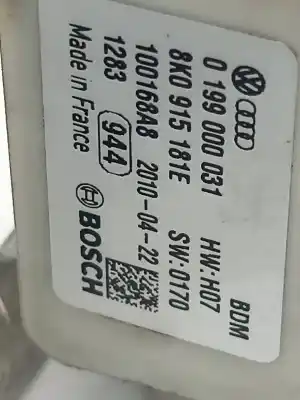 BDM
0 199 000 031 HW:H07
8K0 915 181E SW:0170
100168A8 2010-04-22
1283 944 BOSCH
Made in France